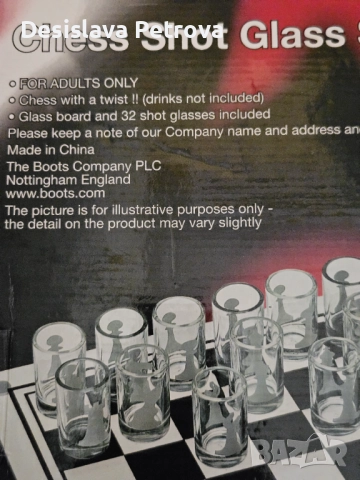 Desislava Petrova
Chess Shot Glass
• FOR ADULTS ONLY
• Chess with a twist !! (drinks not included)
• Glass board and 32 shot glasses included
Please keep a note of our Company name and address and
Made in China
The Boots Company PLC
Nottingham England
www.boots.com
The picture is for illustrative purposes only -
the detail on the product may vary slightly
BAZAR